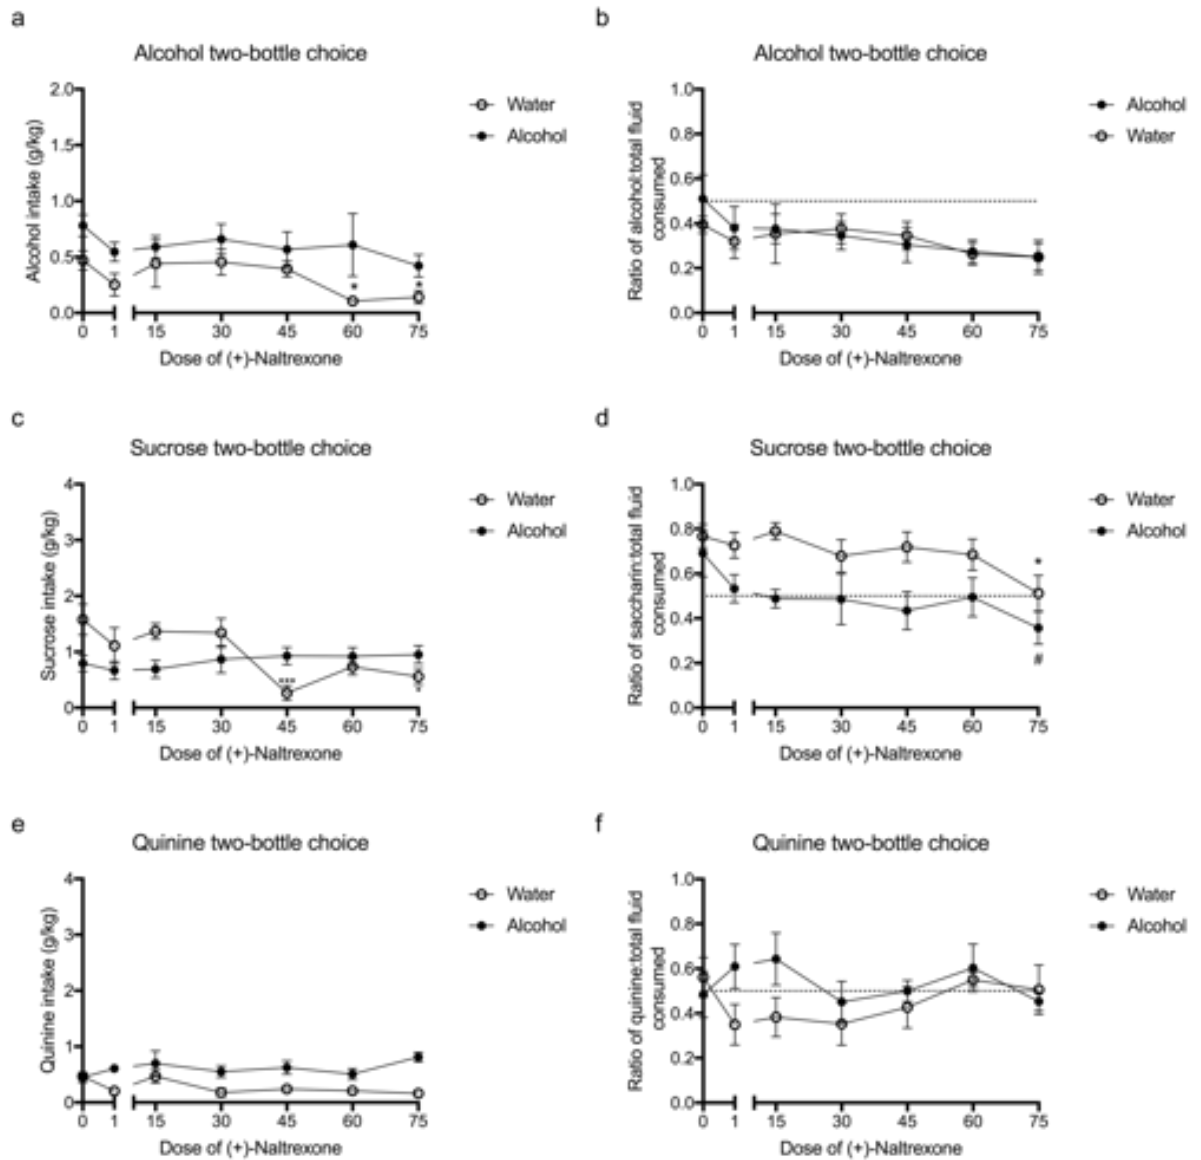 a
Alcohol two-bottle choice
Alcohol intake (g/kg)
2.0
1.5
1.0
0.5
0.0
*
*
0 1 15 30 45 60 75
Dose of (+)-Naltrexone
Water
Alcohol
b
Alcohol two-bottle choice
Ratio of alcohol:total fluid
consumed
1.0
0.8
0.6
0.4
0.2
0.0
0 1 15 30 45 60 75
Dose of (+)-Naltrexone
Alcohol
Water
c
Sucrose two-bottle choice
Sucrose intake (g/kg)
4
3
2
1
0
***
*
0 1 15 30 45 60 75
Dose of (+)-Naltrexone
Water
Alcohol
d
Sucrose two-bottle choice
Ratio of saccharin:total fluid
consumed
1.0
0.8
0.6
0.4
0.2
0.0
*
#
0 1 15 30 45 60 75
Dose of (+)-Naltrexone
Water
Alcohol
e
Quinine two-bottle choice
Quinine intake (g/kg)
4
3
2
1
0
0 1 15 30 45 60 75
Dose of (+)-Naltrexone
Water
Alcohol
f
Quinine two-bottle choice
Ratio of quinine:total fluid
consumed
1.0
0.8
0.6
0.4
0.2
0.0
0 1 15 30 45 60 75
Dose of (+)-Naltrexone
Water
Alcohol